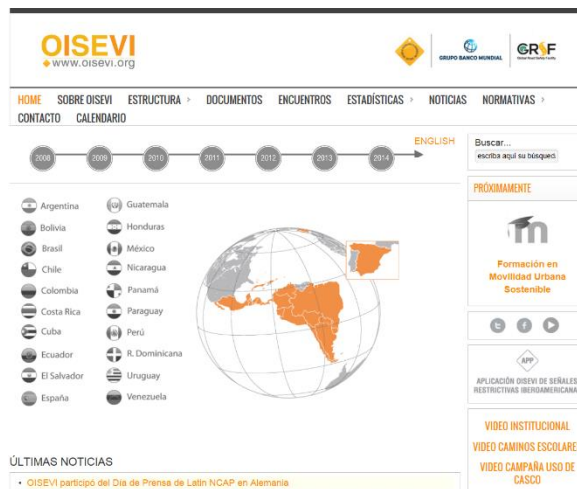 OISEVI
www.oisevi.org
GRUPO BANCO MUNDIAL
GRSF
Global Road Safety Facility
HOME SOBRE OISEVI ESTRUCTURA DOCUMENTOS ENCUENTROS ESTADÍSTICAS NOTICIAS NORMATIVAS
CONTACTO CALENDARIO
ENGLISH
2008 2009 2010 2011 2012 2013 2014
Argentina Guatemala
Bolivia Honduras
Brasil México
Chile Nicaragua
Colombia Panamá
Costa Rica Paraguay
Cuba Perú
Ecuador R. Dominicana
El Salvador Uruguay
España Venezuela
ÚLTIMAS NOTICIAS
OISEVI participó del Día de Prensa de Latin NCAP en Alemania
Buscar...
escriba aquí su búsqued
PRÓXIMAMENTE
m
Formación en
Movilidad Urbana
Sostenible
APP
APLICACIÓN OISEVI DE SEÑALES
RESTRICTIVAS IBEROAMERICANA
VIDEO INSTITUCIONAL
VIDEO CAMINOS ESCOLARE
VIDEO CAMPAÑA USO DE
CASCO